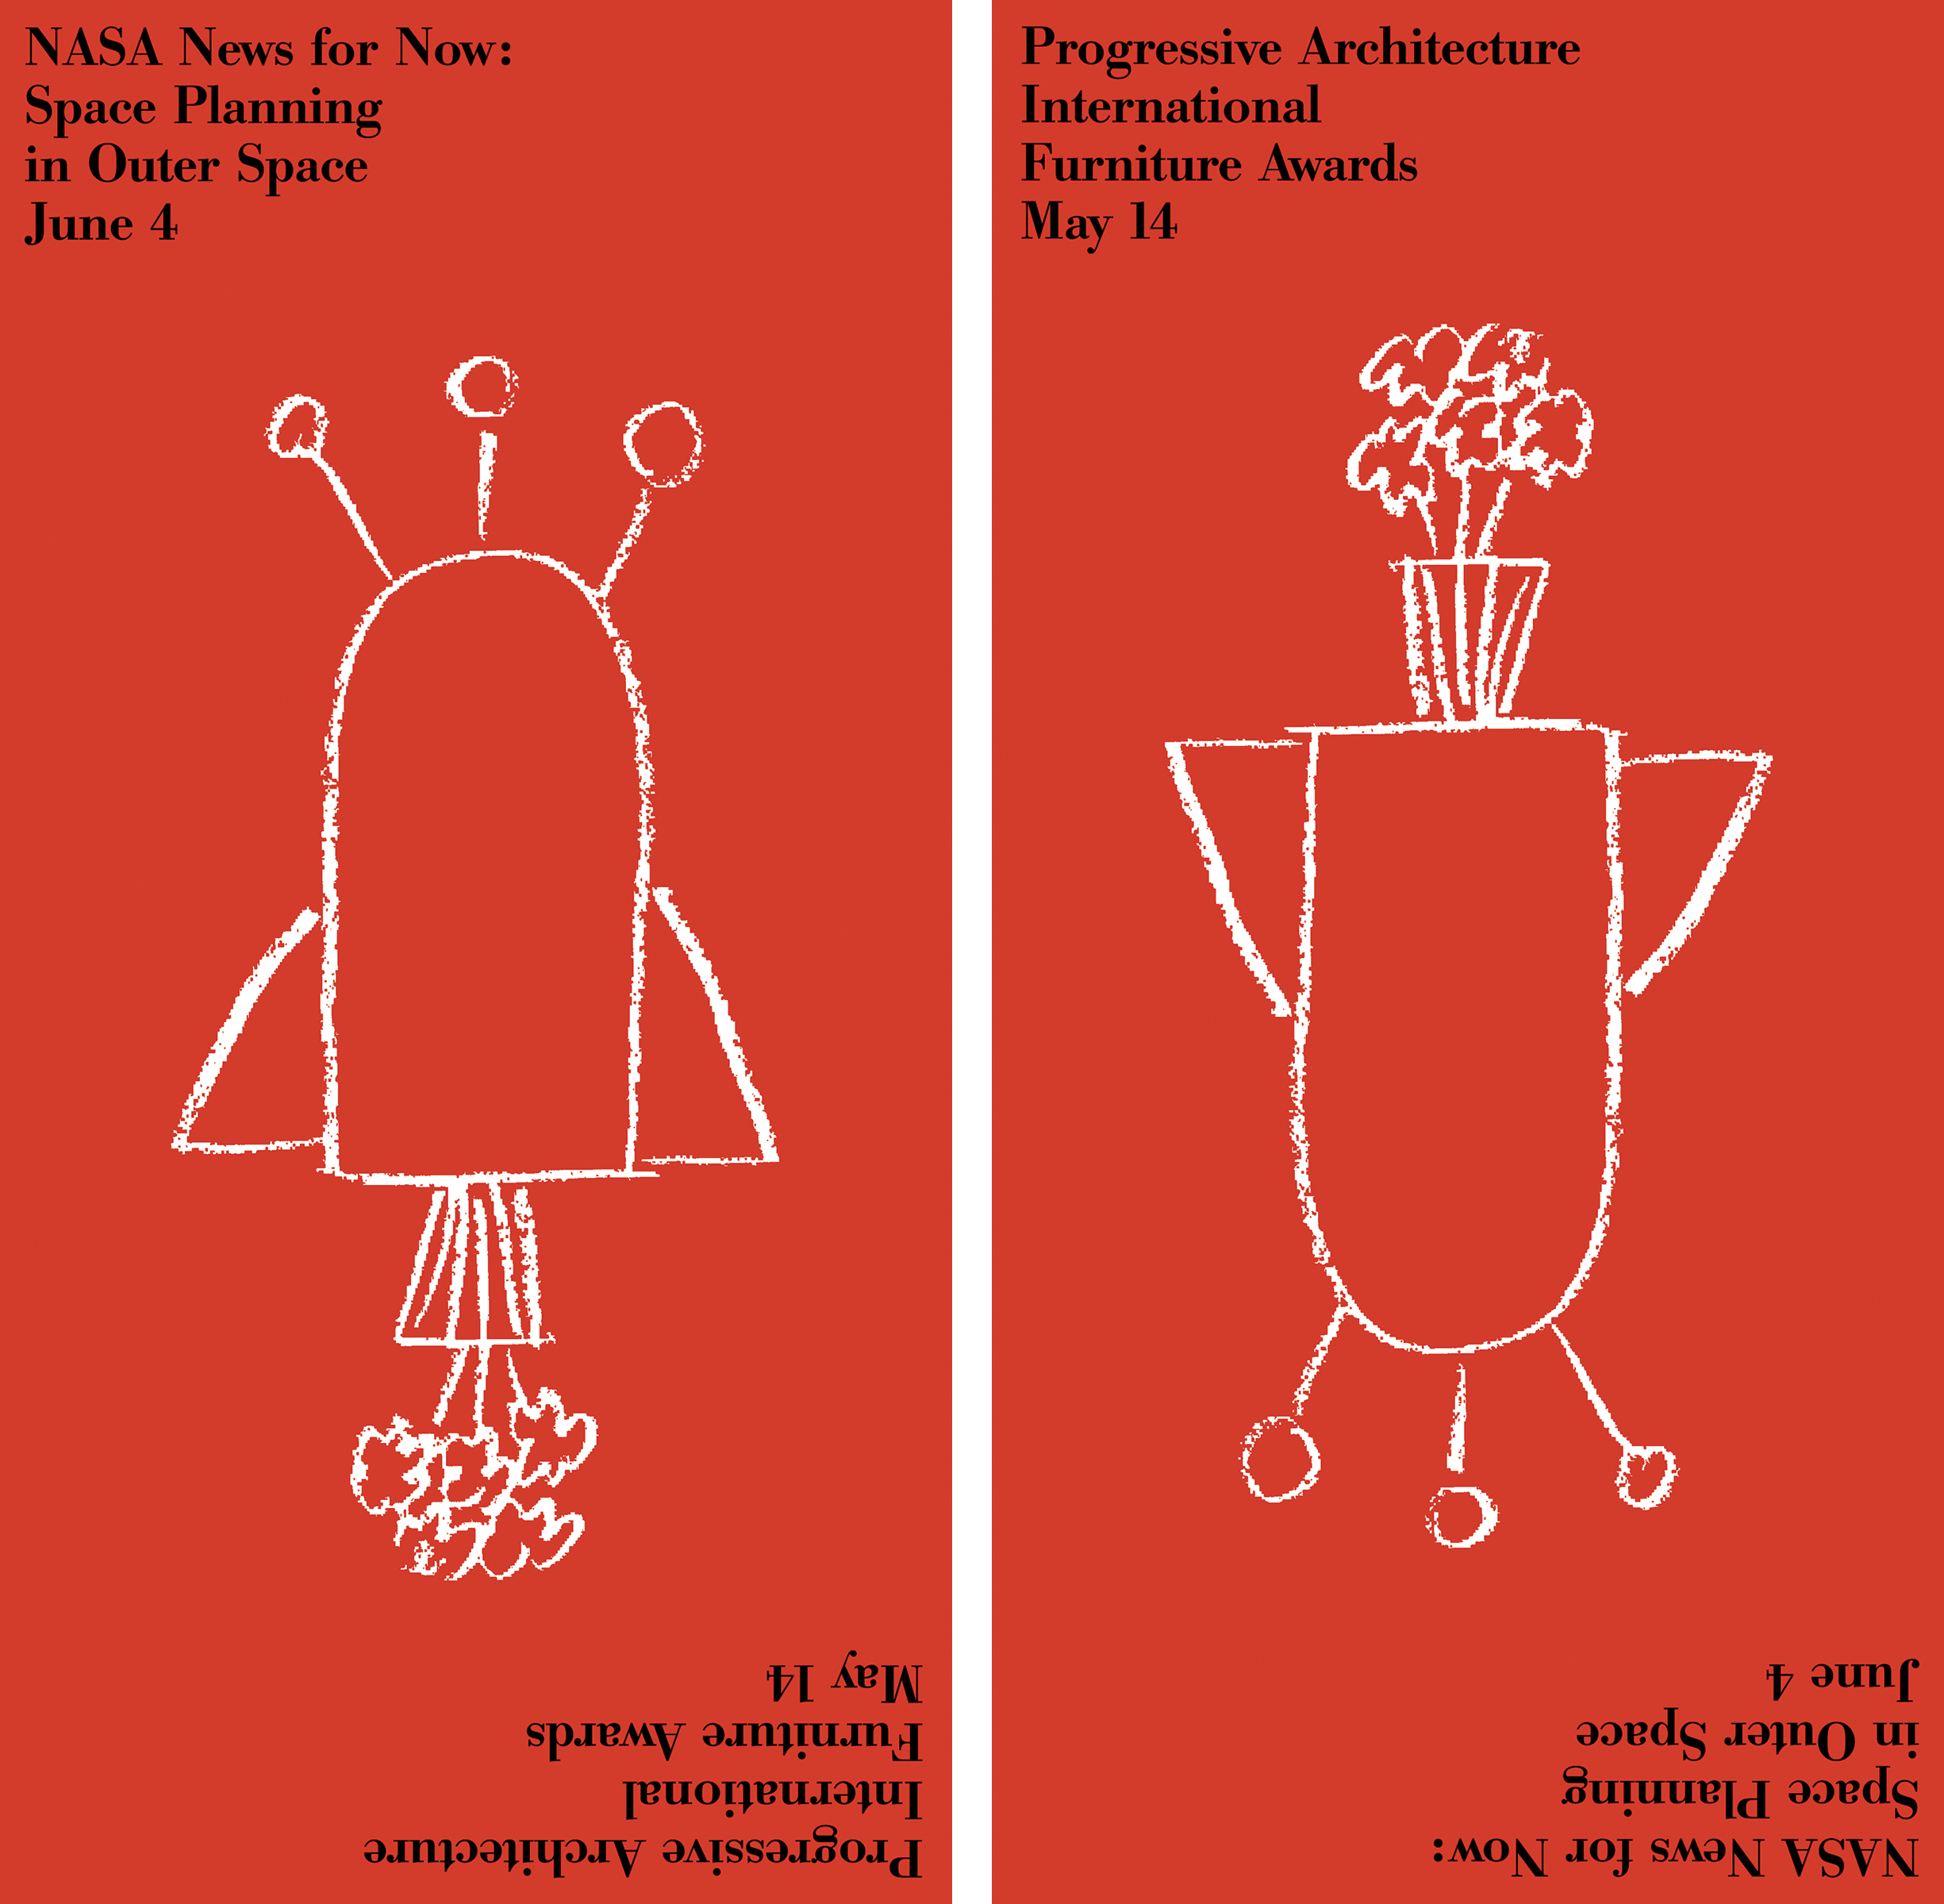 NASA News for Now:
Space Planning
in Outer Space
June 4
Progressive Architecture
International
Furniture Awards
May 14
Progressive Architecture
International
Furniture Awards
May 14
NASA News for Now:
Space Planning
in Outer Space
June 4